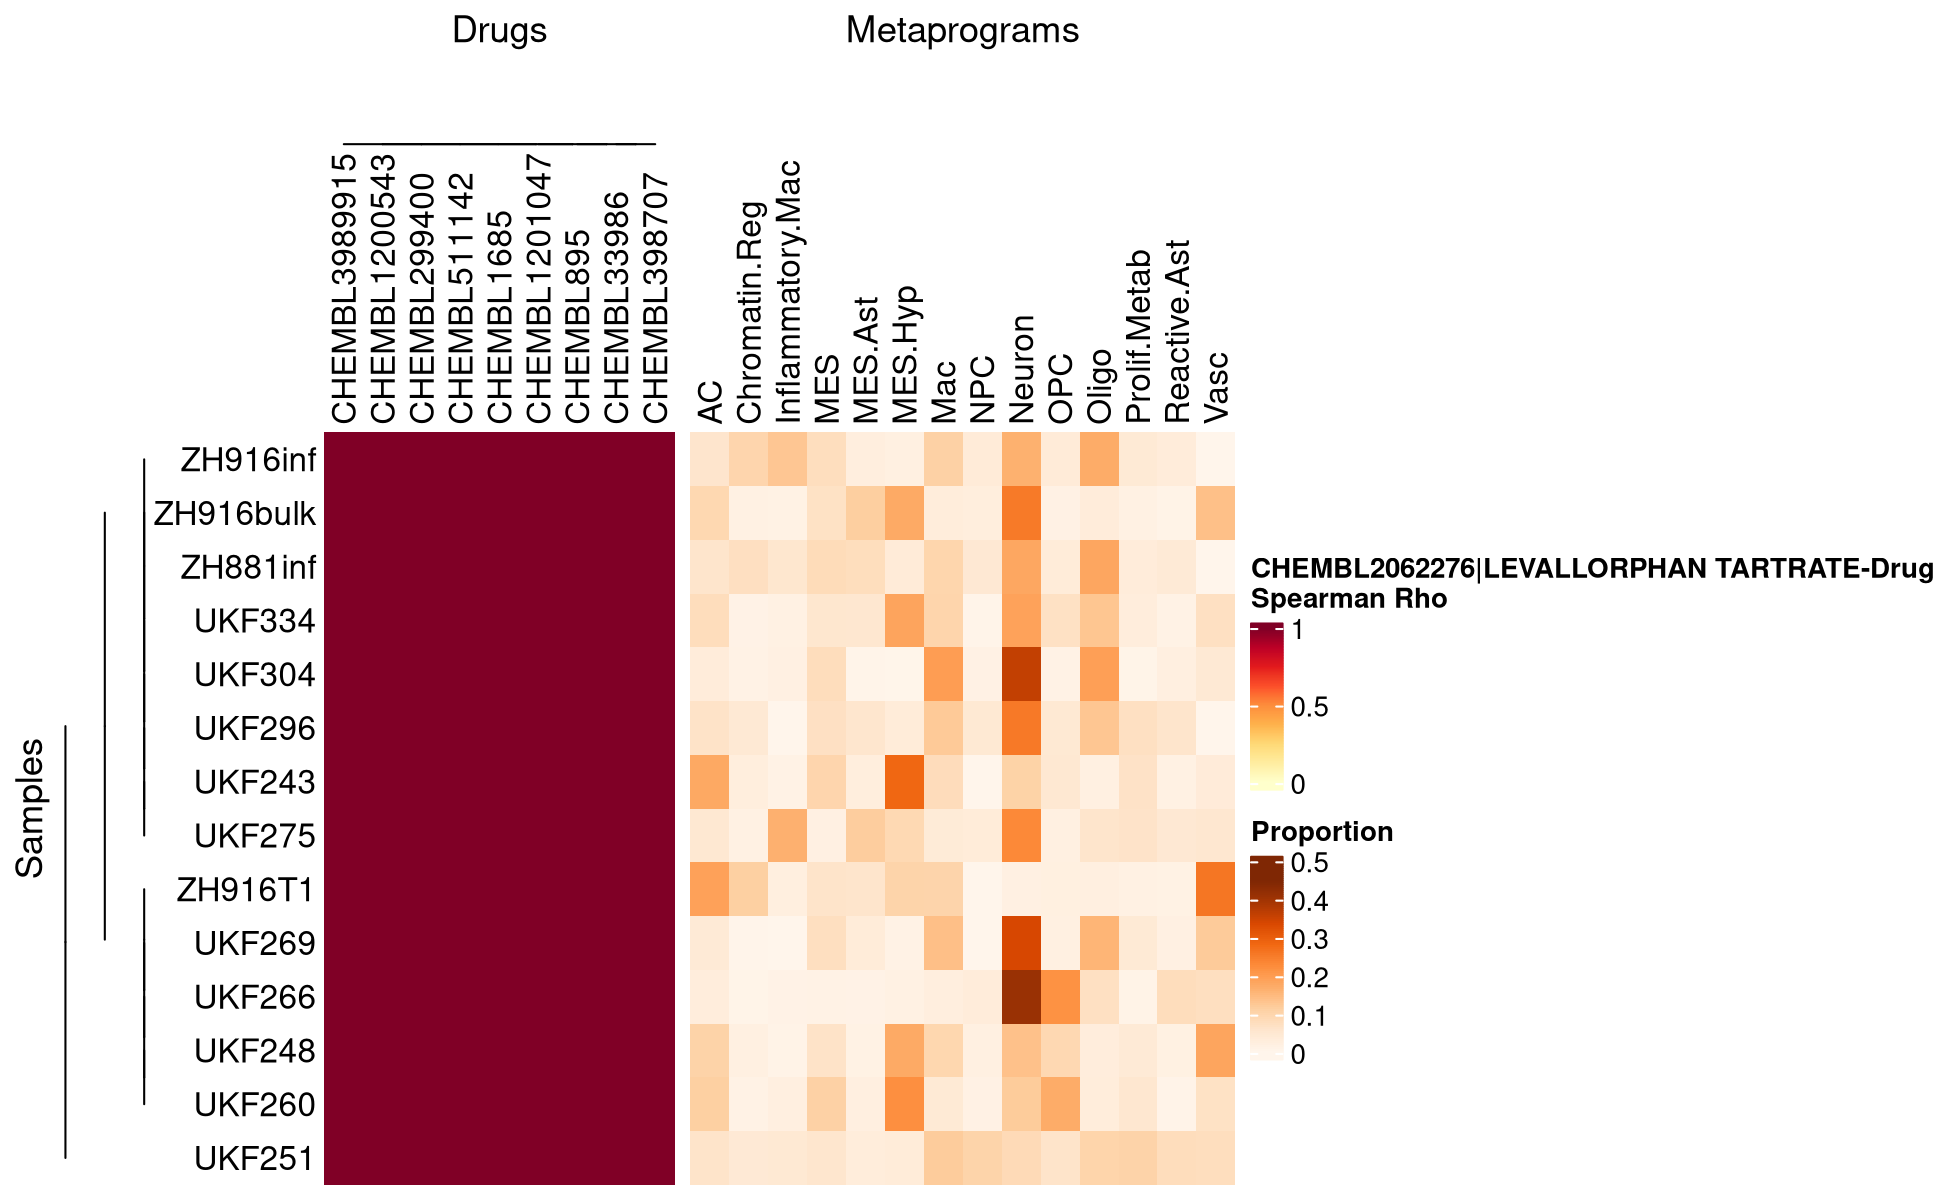 Drugs
Metaprograms
CHEMBL3989915
CHEMBL1200543
CHEMBL299400
CHEMBL511142
CHEMBL1685
CHEMBL1201047
CHEMBL895
CHEMBL33986
CHEMBL398707
AC
Chromatin.Reg
Inflammatory.Mac
MES
MES.Ast
MES.Hyp
Mac
NPC
Neuron
OPC
Oligo
Prolif.Metab
Reactive.Ast
Vasc
Samples
ZH916inf
ZH916bulk
ZH881inf
UKF334
UKF304
UKF296
UKF243
UKF275
ZH916T1
UKF269
UKF266
UKF248
UKF260
UKF251
CHEMBL2062276|LEVALLORPHAN TARTRATE-Drug
Spearman Rho
1
0.5
0
Proportion
0.5
0.4
0.3
0.2
0.1
0